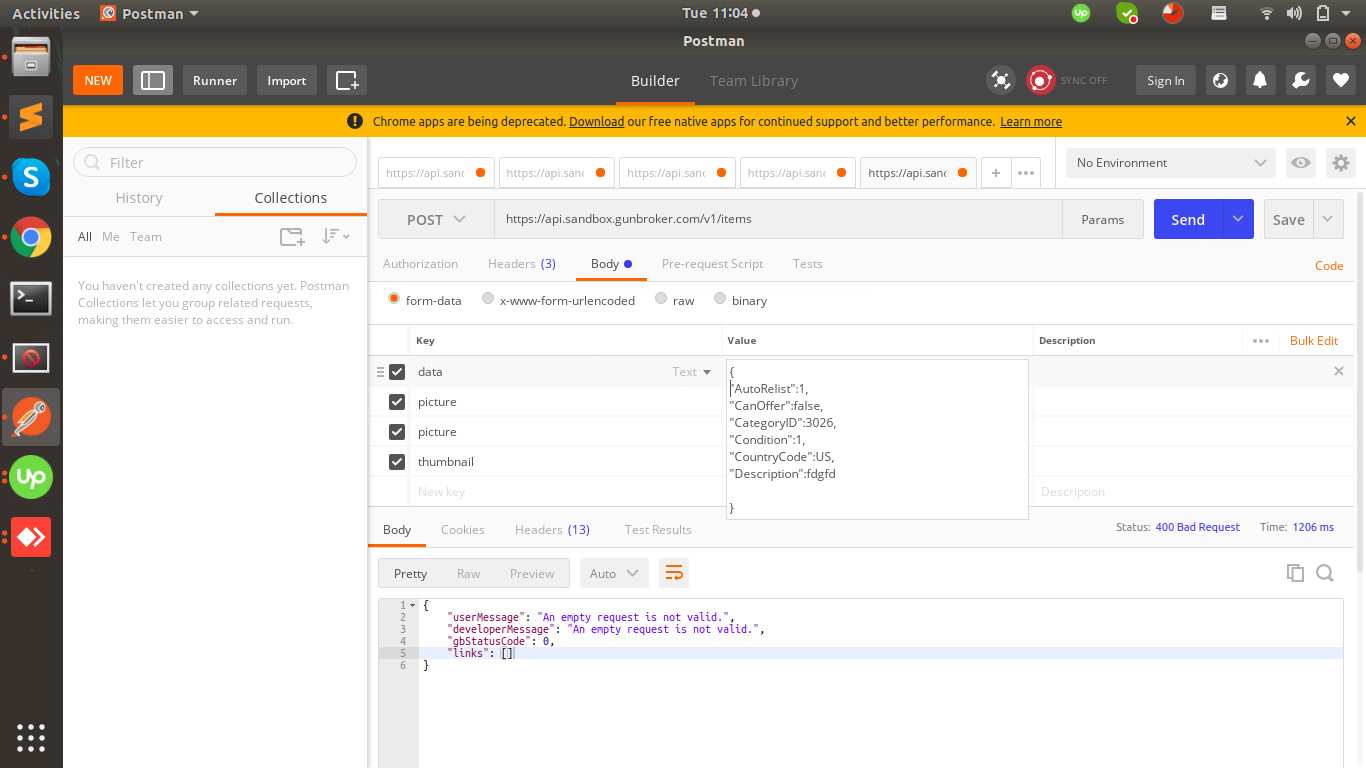 Activities Postman Tue 11:04
Postman
NEW Runner Import Builder Team Library SYNC OFF Sign In
Chrome apps are being deprecated. Download our free native apps for continued support and better performance. Learn more
Filter
History Collections
All Me Team
You haven't created any collections yet. Postman
Collections let you group related requests,
making them easier to access and run.
https://api.sand https://api.sand https://api.sand https://api.sand https://api.san + No Environment
POST https://api.sandbox.gunbroker.com/v1/items Params Send Save
Authorization Headers (3) Body Pre-request Script Tests Code
form-data x-www-form-urlencoded raw binary
Key Value Description Bulk Edit
data Text
picture
picture
thumbnail
New key Description
{
"AutoRelist":1,
"CanOffer":false,
"CategoryID":3026,
"Condition":1,
"CountryCode":US,
"Description":fdgfd
}
Body Cookies Headers (13) Test Results Status: 400 Bad Request Time: 1206 ms
Pretty Raw Preview Auto
1 {
2 "userMessage": "An empty request is not valid.",
3 "developerMessage": "An empty request is not valid.",
4 "gbStatusCode": 0,
5 "links": []
6 }
S
up